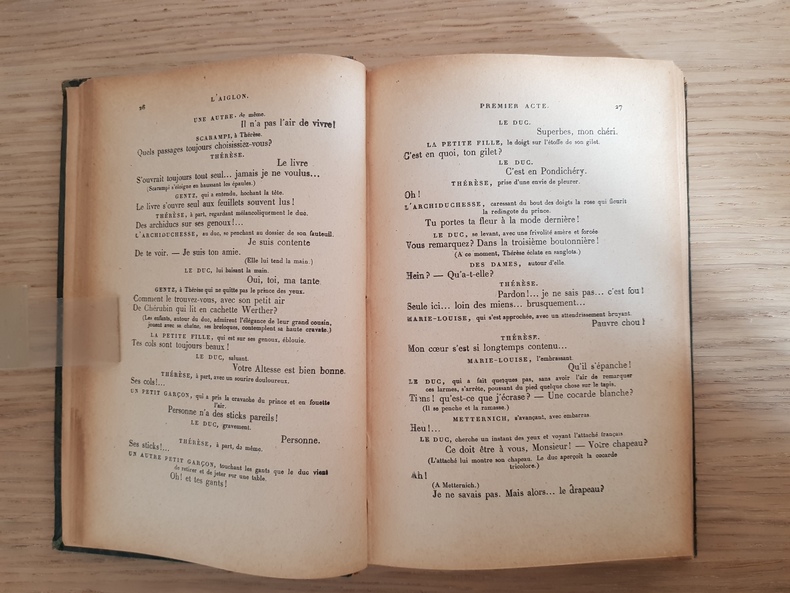 26
L'AIGLON.
UNE AUTRE, de même.
Il n'a pas l'air de vivre!
SCARAMPI, à Thérèse.
Quels passages toujours choisissiez-vous?
THÉRÈSE.
Le livre
S'ouvrait toujours tout seul... jamais je ne voulus...
(Scarampi s'éloigne en haussant les épaules.)
GENTZ, qui a entendu, hochant la tête.
Le livre s'ouvre seul aux feuillets souvent lus!
THÉRÈSE, à part, regardant mélancoliquement le duc.
Des archiducs sur ses genoux!...
L'ARCHIDUCHESSE, au duc, se penchant au dossier de son fauteuil.
Je suis contente
De te voir. — Je suis ton amie.
(Elle lui tend la main.)
LE DUC, lui baisant la main.
Oui, toi, ma tante
GENTZ, à Thérèse qui ne quitte pas le prince des yeux.
Comment le trouvez-vous, avec son petit air
De Chérubin qui lit en cachette Werther?
(Les enfants, autour du duc, admirent l'élégance de leur grand cousin,
jouent avec sa chaîne, ses breloques, contemplent sa haute cravate.)
LA PETITE FILLE, qui est sur ses genoux, éblouie.
Tes cols sont toujours beaux!
LE DUC, saluant.
Votre Altesse est bien bonne.
THÉRÈSE, à part, avec un sourire douloureux.
Ses cols!...
UN PETIT GARÇON, qui a pris la cravache du prince et en fouette
l'air.
Personne n'a des sticks pareils!
LE DUC, gravement.
Personne.
THÉRÈSE, à part, de même.
Ses sticks!...
UN AUTRE PETIT GARÇON, touchant les gants que le duc vient
de retirer et de jeter sur une table.
Oh! et tes gants!
PREMIER ACTE.
27
LE DUC.
Superbes, mon chéri.
LA PETITE FILLE, le doigt sur l'étoffe de son gilet.
C'est en quoi, ton gilet?
LE DUC.
C'est en Pondichéry.
THÉRÈSE, prise d'une envie de pleurer.
Oh!
L'ARCHIDUCHESSE, caressant du bout des doigts la rose qui fleurit
la redingote du prince.
Tu portes ta fleur à la mode dernière!
LE DUC, se levant, avec une frivolité amère et forcée
Vous remarquez? Dans la troisième boutonnière!
(A ce moment, Thérèse éclate en sanglots.)
DES DAMES, autour d'elle
Hein? — Qu'a-t-elle?
THÉRÈSE.
Pardon!... je ne sais pas... c'est fou!
Seule ici... loin des miens... brusquement...
MARIE-LOUISE, qui s'est approchée, avec un attendrissement bruyant.
Pauvre chou!
THÉRÈSE.
Mon cœur s'est si longtemps contenu...
MARIE-LOUISE, l'embrassant
Qu'il s'épanche!
LE DUC, qui a fait quelques pas, sans avoir l'air de remarquer
ces larmes, s'arrête, poussant du pied quelque chose sur le tapis.
Tiens! qu'est-ce que j'écrase? — Une cocarde blanche?
(Il se penche et la ramasse.)
METTERNICH, s'avançant, avec embarras
Heu!...
LE DUC, cherche un instant des yeux et voyant l'attaché français
Ce doit être à vous, Monsieur! — Votre chapeau?
(L'attaché lui montre son chapeau. Le duc aperçoit la cocarde
tricolore.)
Ah!
(A Metternich.)
Je ne savais pas. Mais alors... le drapeau?